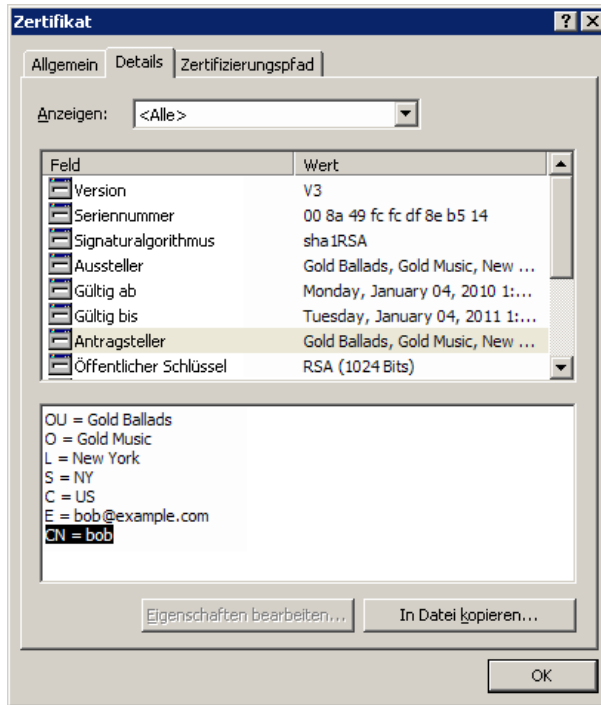 Zertifikat
Allgemein Details Zertifizierungspfad
Anzeigen: <Alle>
Feld Wert
Version V3
Seriennummer 00 8a 49 fc fc df 8e b5 14
Signaturalgorithmus sha1RSA
Aussteller Gold Ballads, Gold Music, New ...
Gültig ab Monday, January 04, 2010 1:...
Gültig bis Tuesday, January 04, 2011 1:...
Antragsteller Gold Ballads, Gold Music, New ...
Öffentlicher Schlüssel RSA (1024 Bits)
OU = Gold Ballads
O = Gold Music
L = New York
S = NY
C = US
E = bob@example.com
CN = bob
Eigenschaften bearbeiten... In Datei kopieren...
OK